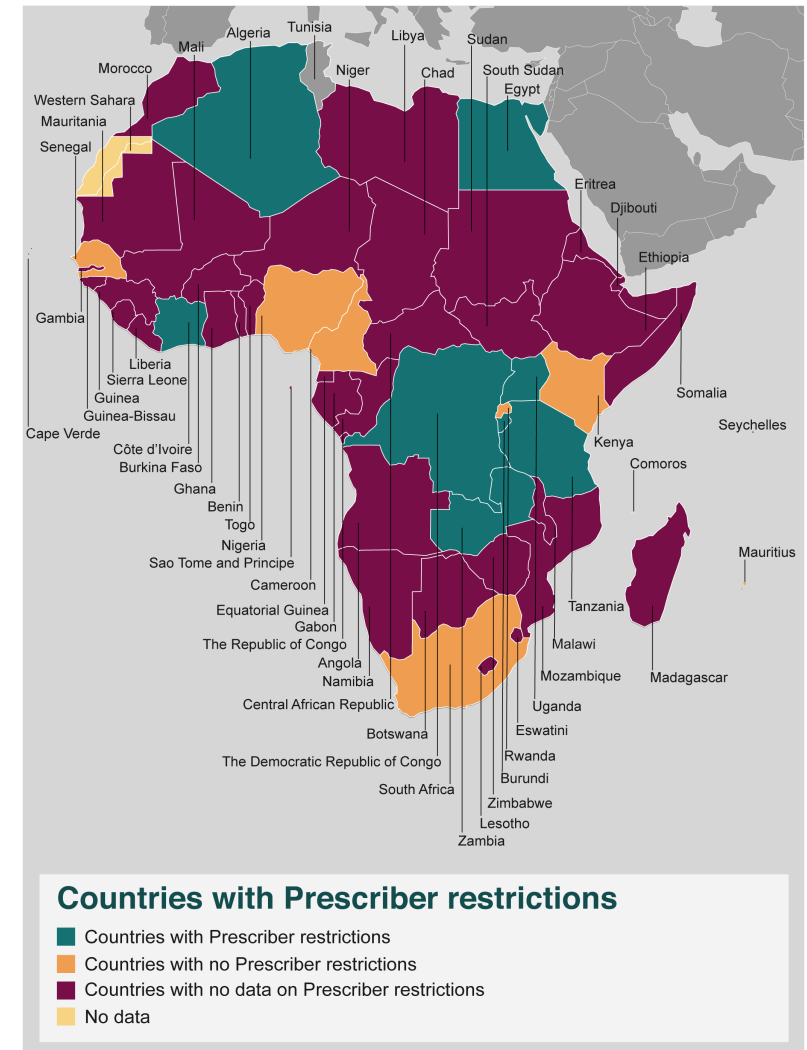 Tunisia
Algeria
Libya
Sudan
Mali
Morocco
Niger
Chad
South Sudan
Egypt
Western Sahara
Mauritania
Senegal
Eritrea
Djibouti
Ethiopia
Gambia
Liberia
Sierra Leone
Guinea
Guinea-Bissau
Cape Verde
Somalia
Seychelles
Kenya
Côte d’Ivoire
Burkina Faso
Comoros
Ghana
Benin
Togo
Nigeria
Sao Tome and Principe
Mauritius
Cameroon
Equatorial Guinea
Tanzania
Gabon
The Republic of Congo
Malawi
Angola
Namibia
Mozambique
Madagascar
Central African Republic
Uganda
Botswana
Eswatini
The Democratic Republic of Congo
Rwanda
Burundi
South Africa
Zimbabwe
Lesotho
Zambia
Countries with Prescriber restrictions
Countries with Prescriber restrictions
Countries with no Prescriber restrictions
Countries with no data on Prescriber restrictions
No data